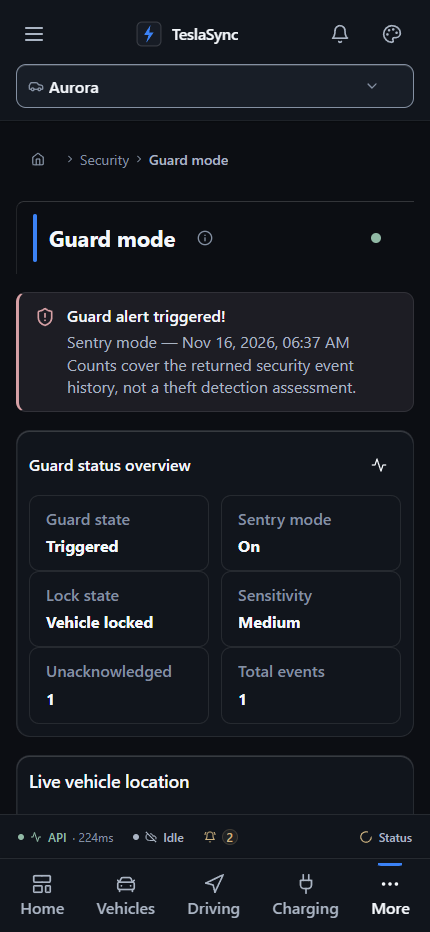 TeslaSync
Aurora
Security
Guard mode
Guard mode
Guard alert triggered!
Sentry mode — Nov 16, 2026, 06:37 AM
Counts cover the returned security event
history, not a theft detection assessment.
Guard status overview
Guard state
Triggered
Sentry mode
On
Lock state
Vehicle locked
Sensitivity
Medium
Unacknowledged
1
Total events
1
Live vehicle location
API · 224ms
Idle
2
Status
Home
Vehicles
Driving
Charging
More